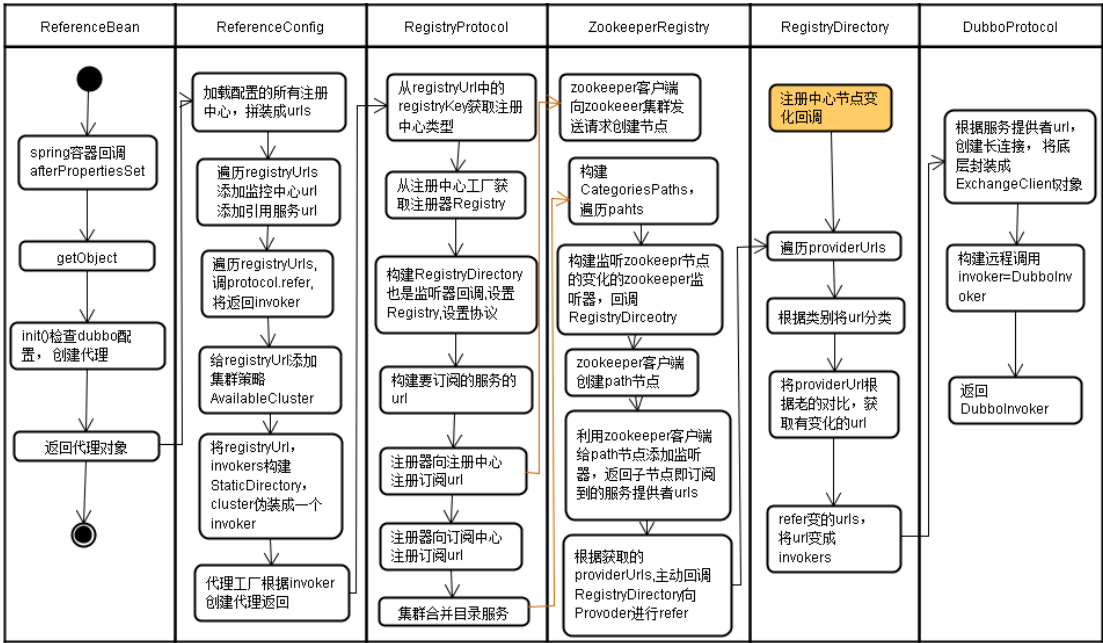 ReferenceBean
ReferenceConfig
RegistryProtocol
ZookeeperRegistry
RegistryDirectory
DubboProtocol
spring容器回调
afterPropertiesSet
getObject
init()检查dubbo配
置，创建代理
返回代理对象
加载配置的所有注册
中心，拼装成urls
遍历registryUrls
添加监控中心url
添加引用服务url
遍历registryUrls,
调protocol.refer,
将返回invoker
给registryUrl添加
集群策略
AvailableCluster
将registryUrl，
invokers构建
StaticDirectory，
cluster伪装成一个
invoker
代理工厂根据invoker
创建代理返回
从registryUrl中的
registryKey获取注册
中心类型
从注册中心工厂获
取注册器Registry
构建RegistryDirectory
也是监听器回调,设置
Registry,设置协议
构建要订阅的服务的
url
注册器向注册中心
注册订阅url
注册器向订阅中心
注册订阅url
集群合并目录服务
zookeeper客户端
向zookeeer集群发
送请求创建节点
构建
CategoriesPaths，
遍历pahts
构建监听zookeepr节点
的变化的zookeeper监
听器，回调
RegistryDirceotry
zookeeper客户端
创建path节点
利用zookeeper客户端
给path节点添加监听
器，返回子节点即订阅
到的服务提供者urls
根据获取的
providerUrls,主动回调
RegistryDirectory向
Provoder进行refer
注册中心节点变
化回调
遍历providerUrls
根据类别将url分类
将providerUrl根
据老的对比，获
取有变化的url
refer变的urls，
将url变成
invokers
根据服务提供者url，
创建长连接， 将底
层封装成
ExchangeClient对象
构建远程调用
invoker=DubboInv
oker
返回
DubboInvoker